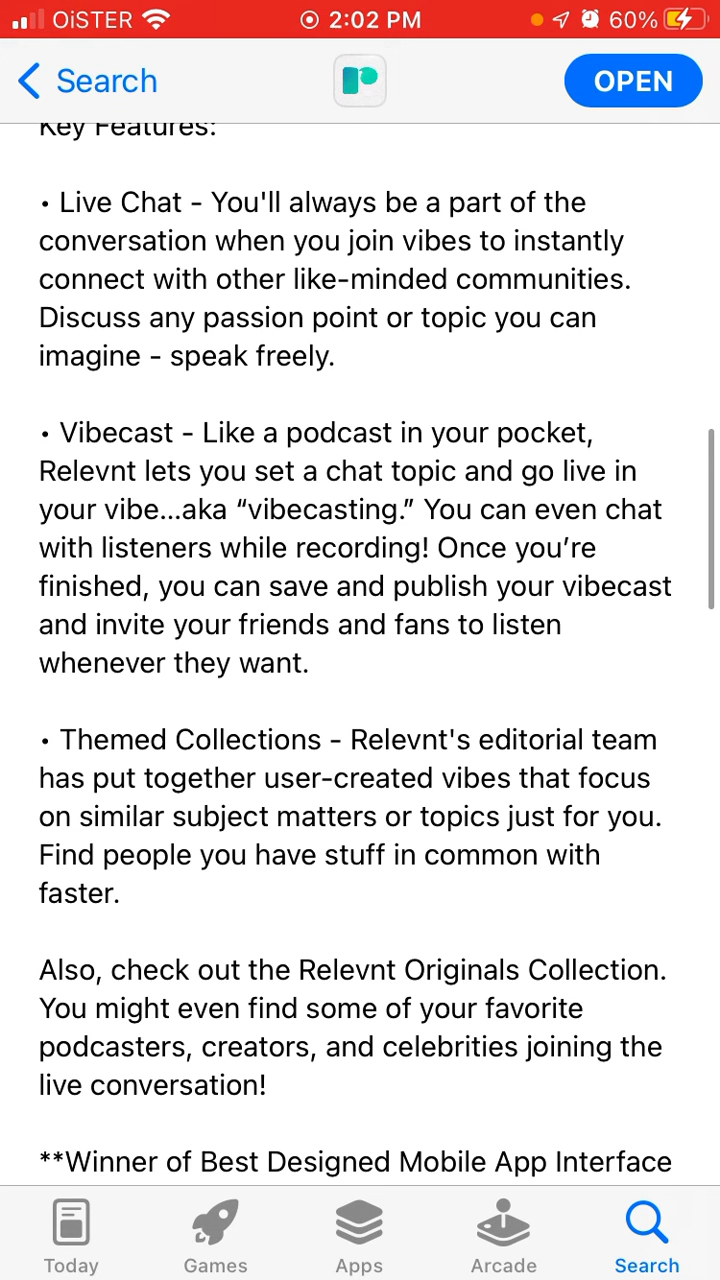 OiSTER 2:02 PM 60%
Search OPEN
Key Features:
• Live Chat - You'll always be a part of the
conversation when you join vibes to instantly
connect with other like-minded communities.
Discuss any passion point or topic you can
imagine - speak freely.
• Vibecast - Like a podcast in your pocket,
Relevnt lets you set a chat topic and go live in
your vibe...aka “vibecasting.” You can even chat
with listeners while recording! Once you’re
finished, you can save and publish your vibecast
and invite your friends and fans to listen
whenever they want.
• Themed Collections - Relevnt's editorial team
has put together user-created vibes that focus
on similar subject matters or topics just for you.
Find people you have stuff in common with
faster.
Also, check out the Relevnt Originals Collection.
You might even find some of your favorite
podcasters, creators, and celebrities joining the
live conversation!
**Winner of Best Designed Mobile App Interface
Today Games Apps Arcade Search